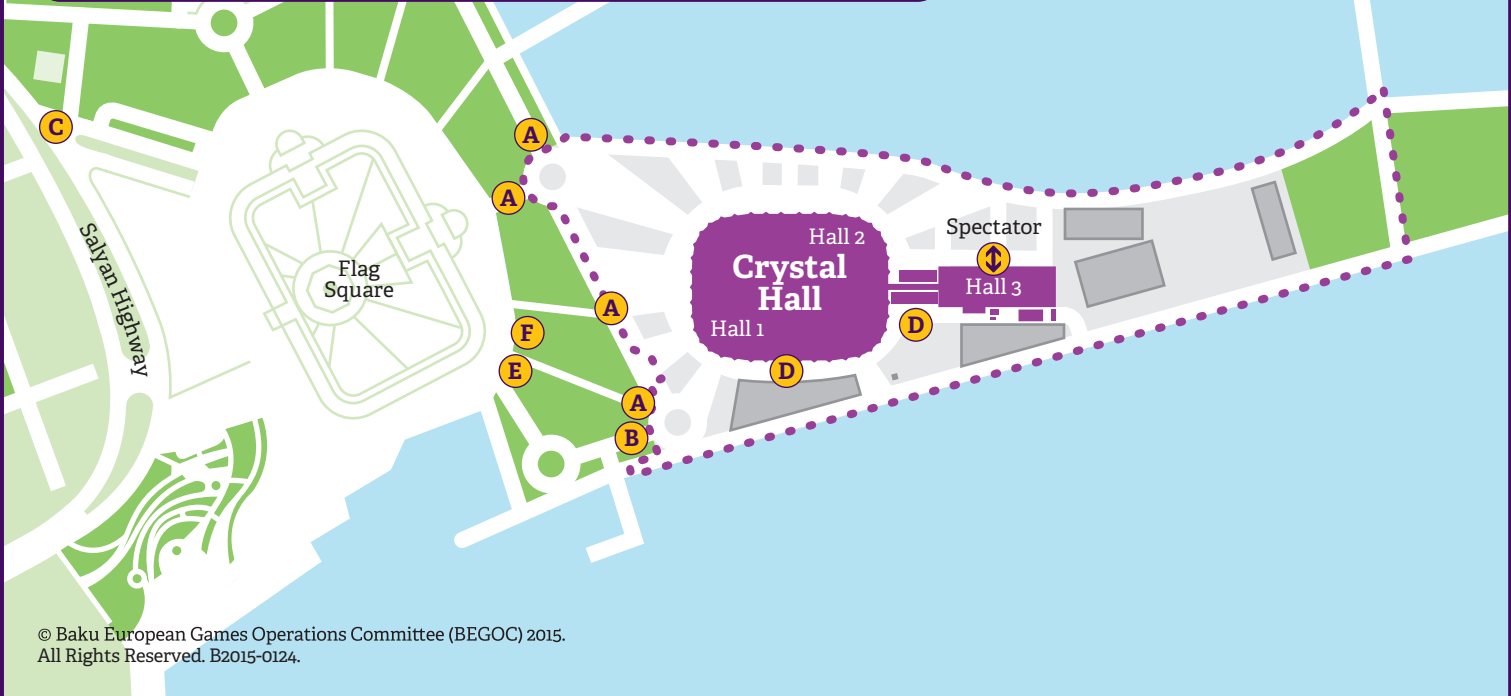 C
A
A
Salyan Highway
Flag
Square
Hall 2
Crystal
Hall
Hall 1
Spectator
Hall 3
A
F
E
D
D
A
B
© Baku European Games Operations Committee (BEGOC) 2015.
All Rights Reserved. B2015-0124.